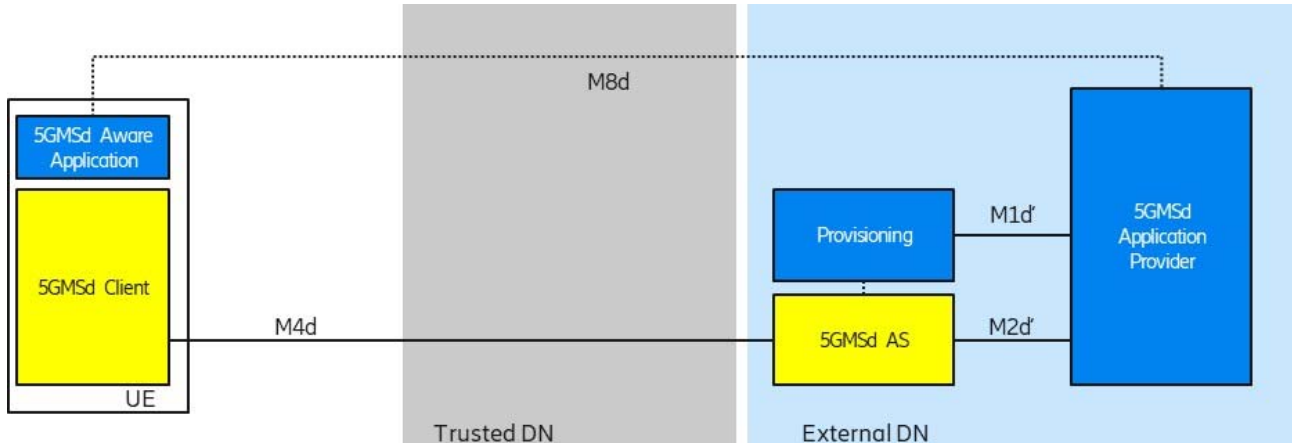 M8d
5GMSd Aware
Application
5GMSd Client
UE
M4d
Trusted DN
Provisioning
M1d'
5GMSd
Application
Provider
5GMSd AS
M2d'
External DN